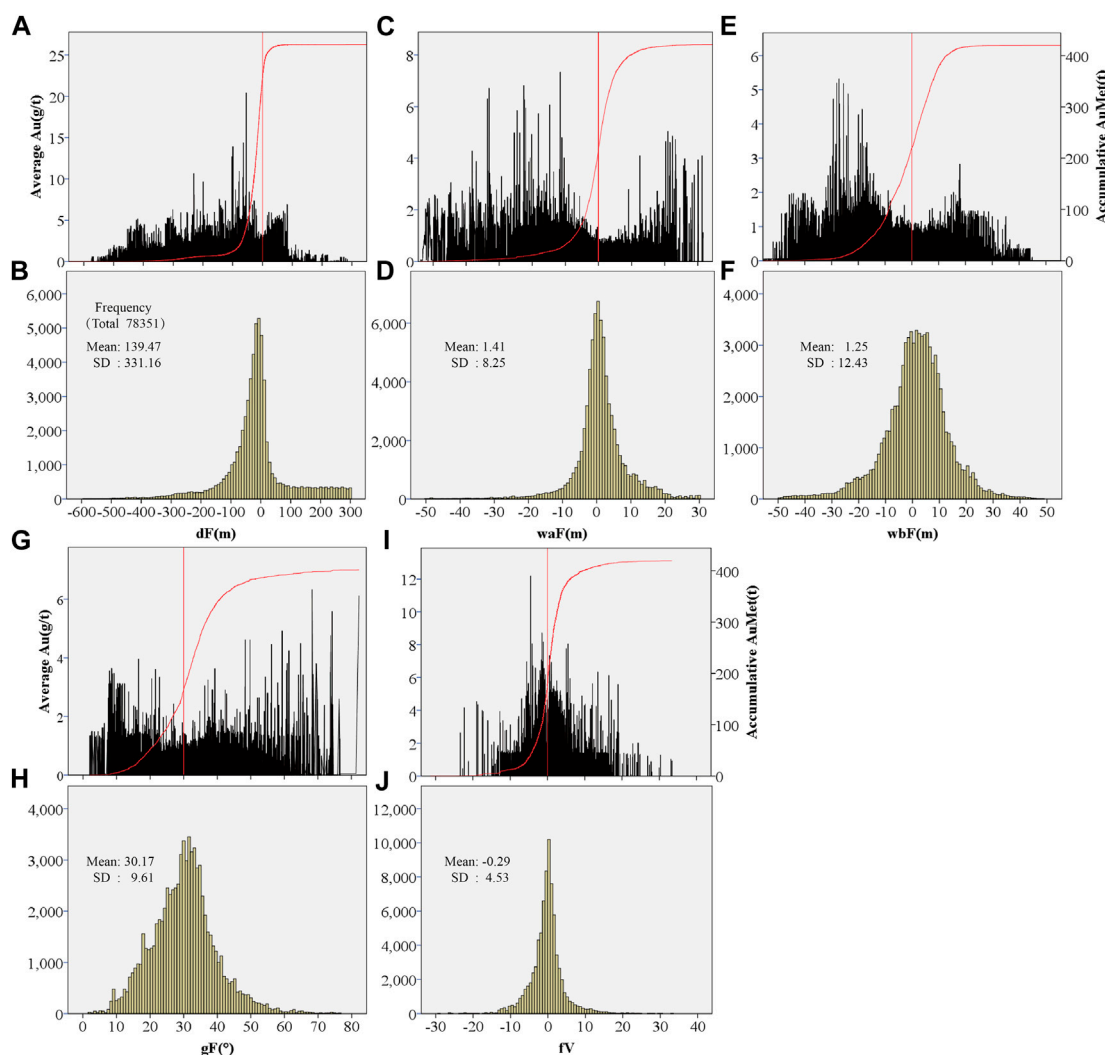 A
C
E
25
20
15
10
5
0
Average Au(g/t)
8
6
4
2
0
6
5
4
3
2
1
0
400
300
200
100
0
Accumulative AuMet(t)
B
D
F
6,000
5,000
4,000
3,000
2,000
1,000
0
Frequency
(Total 78351)
Mean: 139.47
SD : 331.16
-600 -500 -400 -300 -200 -100 0 100 200 300
dF(m)
6,000
4,000
2,000
0
Mean: 1.41
SD : 8.25
-50 -40 -30 -20 -10 0 10 20 30
waF(m)
4,000
3,000
2,000
1,000
0
Mean: 1.25
SD : 12.43
-50 -40 -30 -20 -10 0 10 20 30 40 50
wbF(m)
G
I
6
4
2
0
Average Au(g/t)
12
10
8
6
4
2
0
400
300
200
100
0
Accumulative AuMet(t)
H
J
4,000
3,000
2,000
1,000
0
Mean: 30.17
SD : 9.61
0 10 20 30 40 50 60 70 80
gF(°)
12,000
10,000
8,000
6,000
4,000
2,000
0
Mean: -0.29
SD : 4.53
-30 -20 -10 0 10 20 30 40
fV